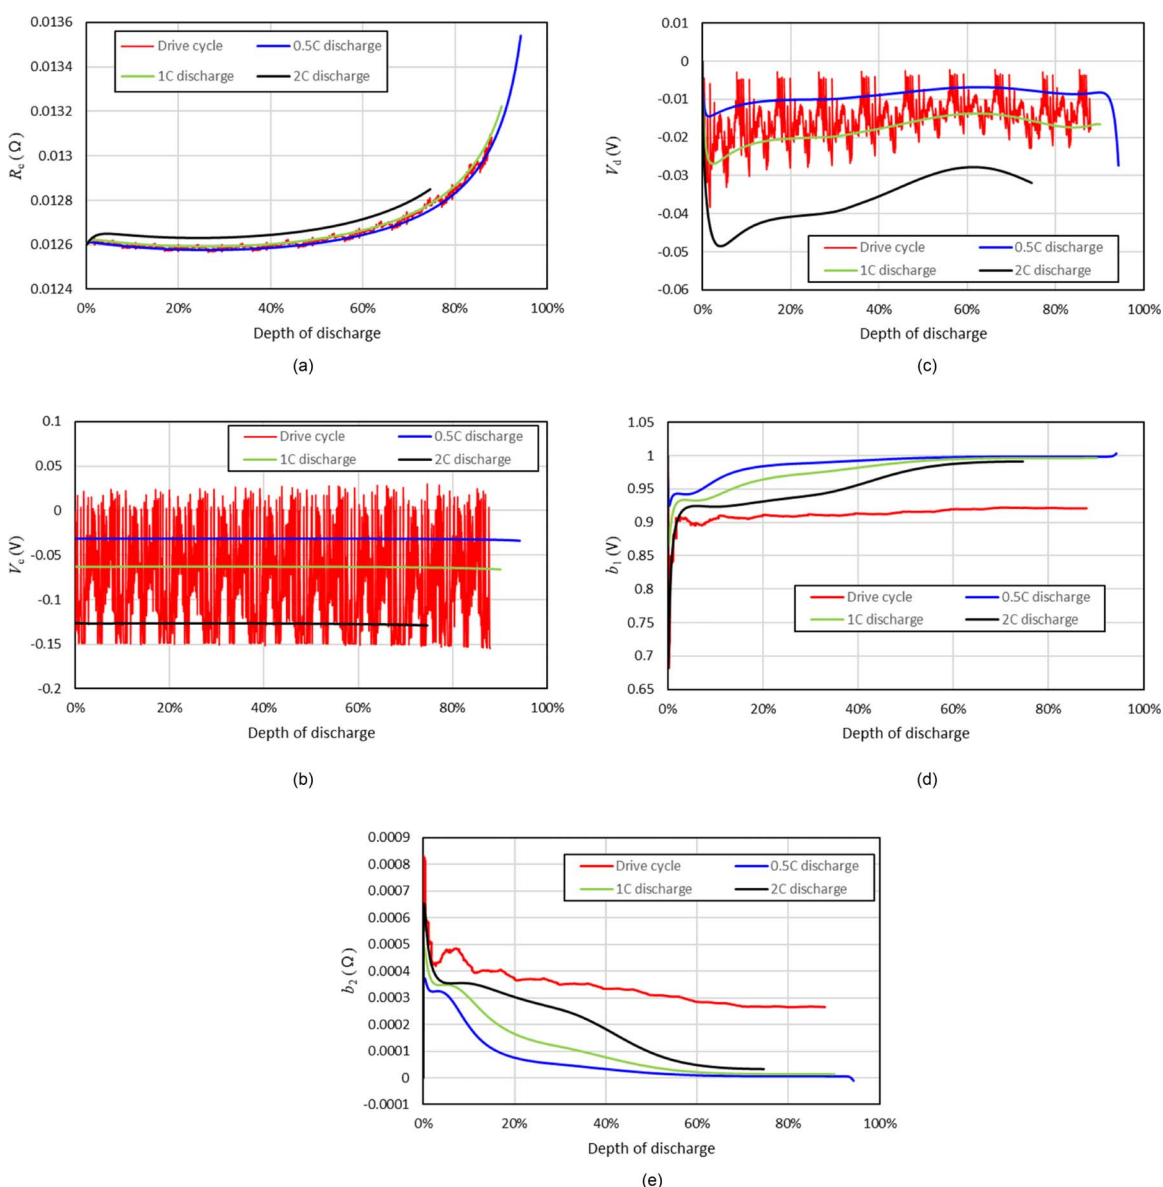 0.0136
0.0134
0.0132
0.013
0.0128
0.0126
0.0124
Rc ( Ω )
Drive cycle
0.5C discharge
1C discharge
2C discharge
0%
20%
40%
60%
80%
100%
Depth of discharge
(a)
-0.01
0
-0.01
-0.02
-0.03
-0.04
-0.05
-0.06
Vd (V)
Drive cycle
0.5C discharge
1C discharge
2C discharge
0%
20%
40%
60%
80%
100%
Depth of discharge
(c)
0.1
0.05
0
-0.05
-0.1
-0.15
-0.2
Vc (V)
Drive cycle
0.5C discharge
1C discharge
2C discharge
0%
20%
40%
60%
80%
100%
Depth of discharge
(b)
1.05
1
0.95
0.9
0.85
0.8
0.75
0.7
0.65
b1 (V)
Drive cycle
0.5C discharge
1C discharge
2C discharge
0%
20%
40%
60%
80%
100%
Depth of discharge
(d)
0.0009
0.0008
0.0007
0.0006
0.0005
0.0004
0.0003
0.0002
0.0001
0
-0.0001
b2 ( Ω )
Drive cycle
0.5C discharge
1C discharge
2C discharge
0%
20%
40%
60%
80%
100%
Depth of discharge
(e)